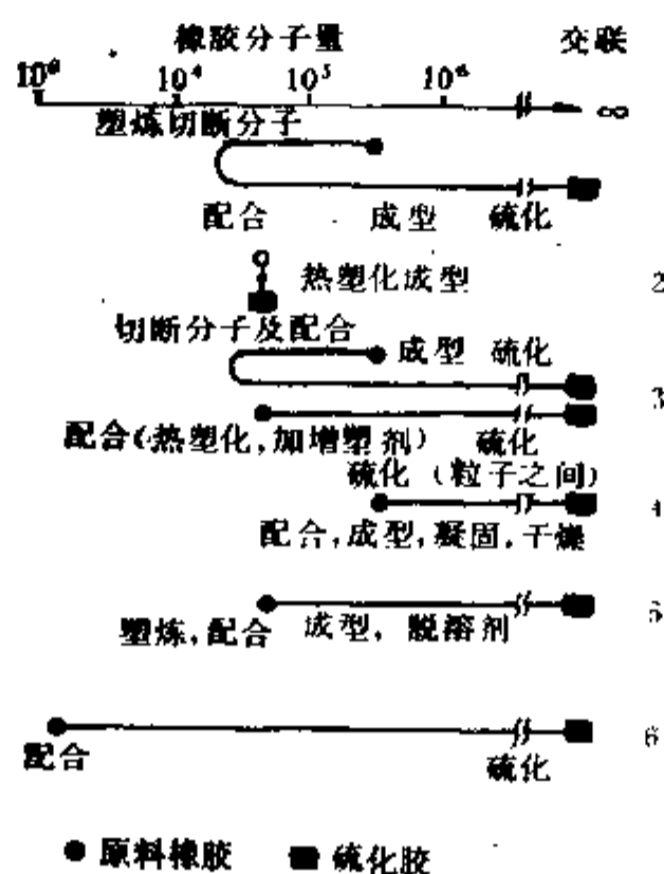 橡胶分子量 交联
10⁰ 10⁴ 10⁵ 10⁶ ∞
塑炼切断分子
配合 成型 硫化
热塑化成型 2
切断分子及配合
成型 硫化
3
配合(热塑化,加增塑剂) 硫化
硫化 (粒子之间)
4
配合,成型,凝固,干燥
5
塑炼,配合 成型, 脱溶剂
6
配合
硫化
原料橡胶 硫化胶